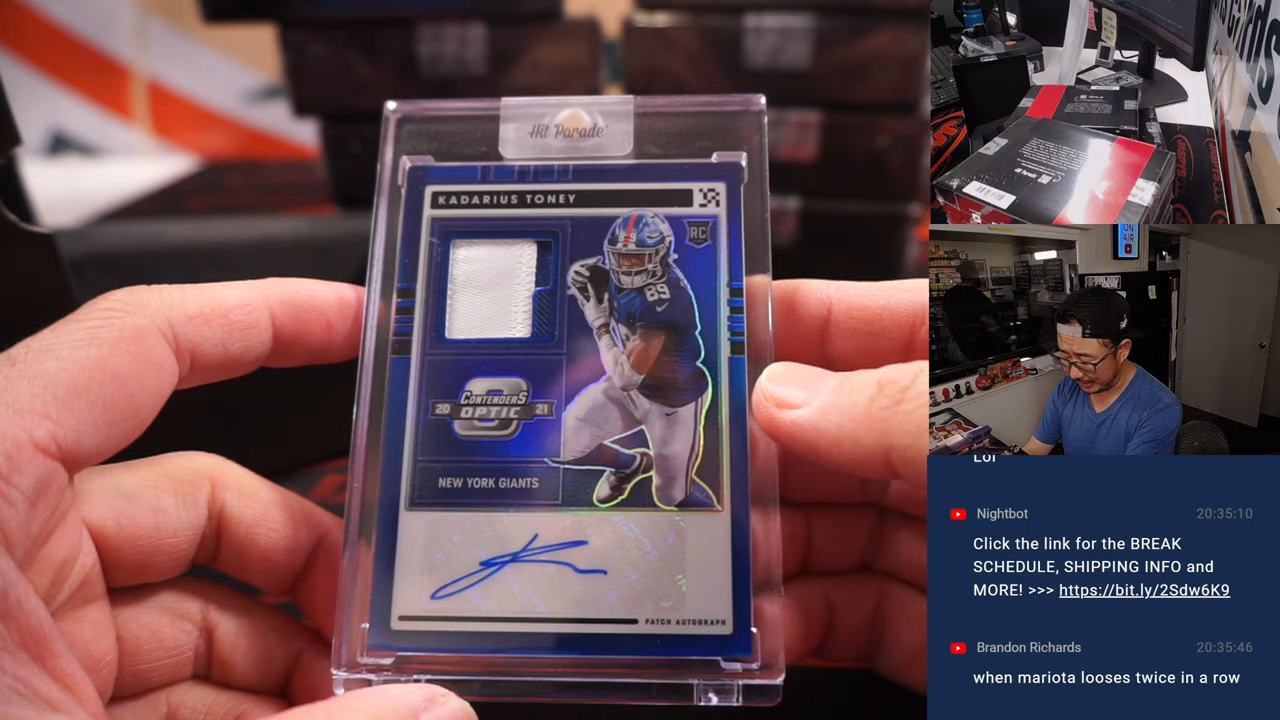 Hit Parade
KADARIUS TONEY
RC
89
CONTENDERS
20 OPTIC 21
NEW YORK GIANTS
PATCH AUTOGRAPH
ON
AIR
Lol
Nightbot 20:35:10
Click the link for the BREAK
SCHEDULE, SHIPPING INFO and
MORE! >>> https://bit.ly/2Sdw6K9
Brandon Richards 20:35:46
when mariota looses twice in a row